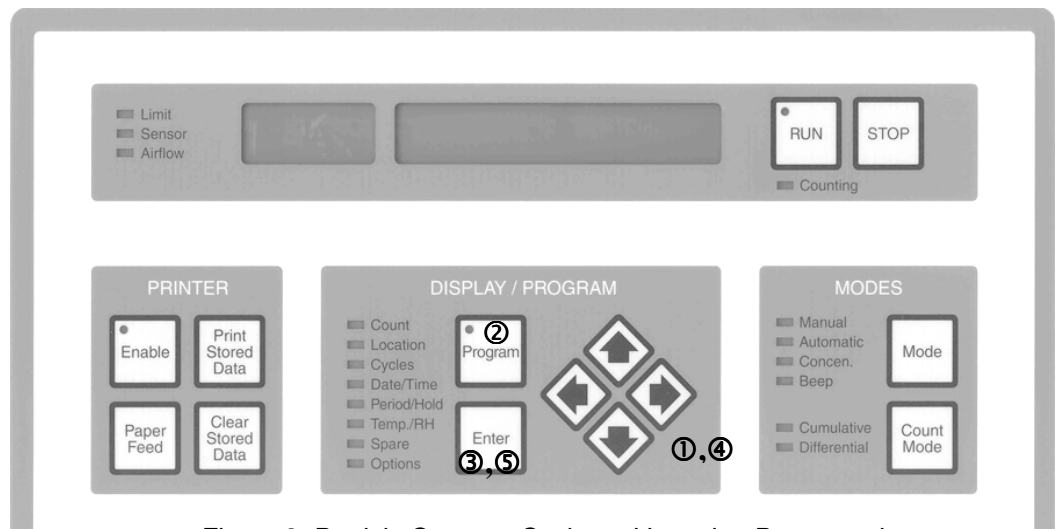 Limit
Sensor
Airflow
RUN
STOP
Counting
PRINTER
Enable
Print
Stored
Data
Paper
Feed
Clear
Stored
Data
DISPLAY / PROGRAM
Count
Location
Cycles
Date/Time
Period/Hold
Temp./RH
Spare
Options
②
Program
Enter
③,⑤
①,④
MODES
Manual
Automatic
Concen.
Beep
Cumulative
Differential
Mode
Count
Mode